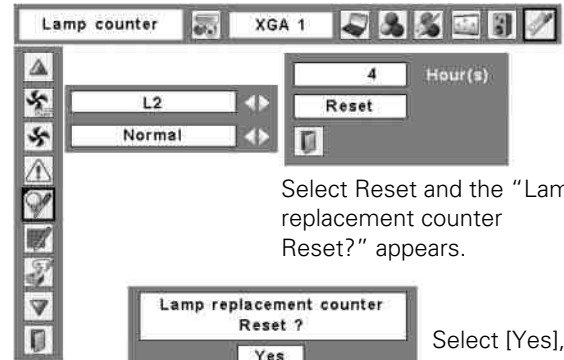 Lamp counter
XGA 1
4 Hour(s)
L2
Reset
Normal
Select Reset and the “Lam
replacement counter
Reset?” appears.
Lamp replacement counter
Reset ?
Yes
Select [Yes],